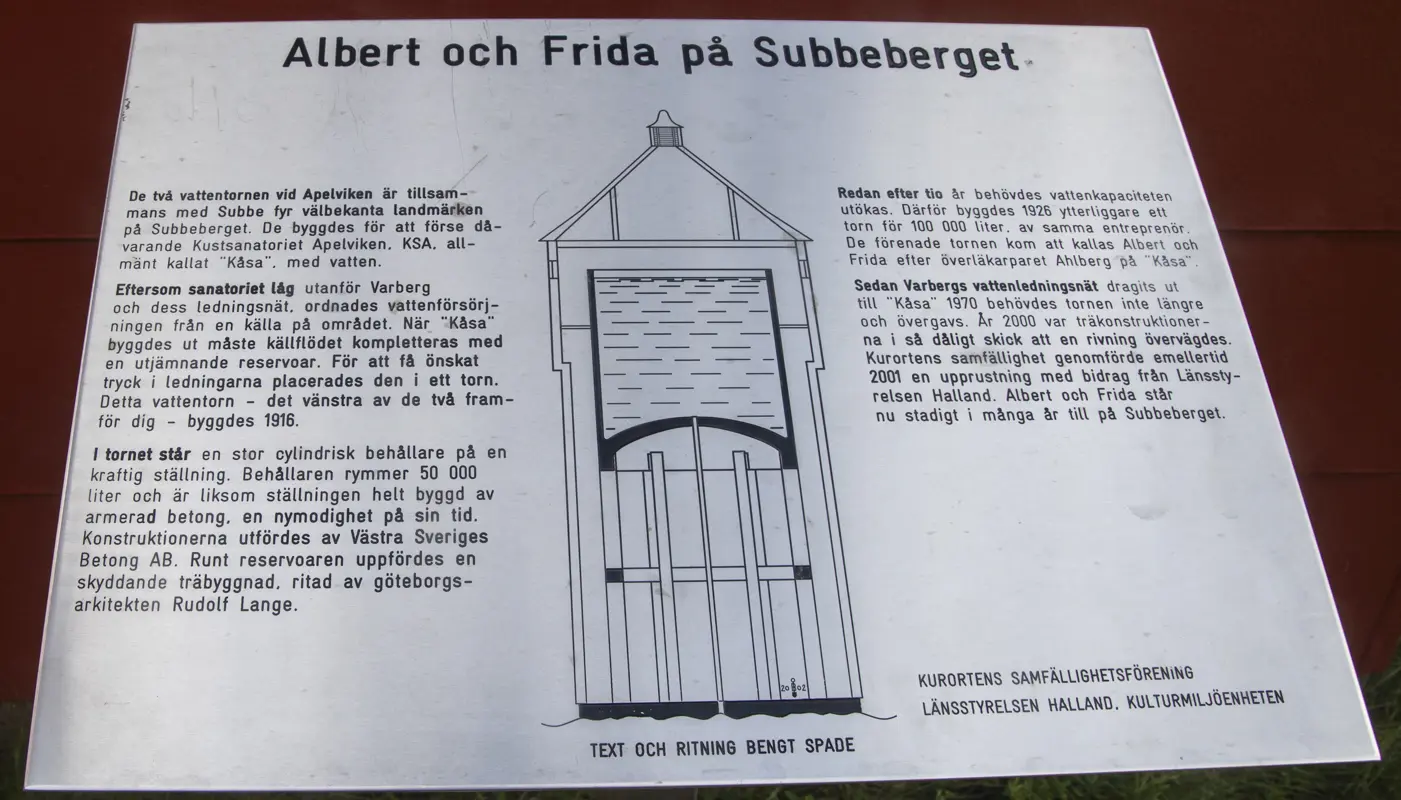 Albert och Frida på Subbeberget
De två vattentornen vid Apelviken är tillsam-
mans med Subbe fyr välbekanta landmärken
på Subbeberget. De byggdes för att förse då-
varande Kustsanatoriet Apelviken, KSA, all-
mänt kallat "Kåsa", med vatten.
Eftersom sanatoriet låg utanför Varberg
och dess ledningsnät, ordnades vattenförsörj-
ningen från en källa på området. När "Kåsa"
byggdes ut måste källflödet kompletteras med
en utjämnande reservoar. För att få önskat
tryck i ledningarna placerades den i ett torn.
Detta vattentorn - det vänstra av de två fram-
för dig - byggdes 1916.
I tornet står en stor cylindrisk behållare på en
kraftig ställning. Behållaren rymmer 50 000
liter och är liksom ställningen helt byggd av
armerad betong, en nymodighet på sin tid.
Konstruktionerna utfördes av Västra Sveriges
Betong AB. Runt reservoaren uppfördes en
skyddande träbyggnad, ritad av göteborgs-
arkitekten Rudolf Lange.
Redan efter tio år behövdes vattenkapaciteten
utökas. Därför byggdes 1926 ytterliggare ett
torn för 100 000 liter, av samma entreprenör.
De förenade tornen kom att kallas Albert och
Frida efter överläkarparet Ahlberg på "Kåsa".
Sedan Varbergs vattenledningsnät dragits ut
till "Kåsa" 1970 behövdes tornen inte längre
och övergavs. År 2000 var träkonstruktioner-
na i så dåligt skick att en rivning övervägdes.
Kurortens samfällighet genomförde emellertid
2001 en upprustning med bidrag från Länssty-
relsen Halland. Albert och Frida står
nu stadigt i många år till på Subbeberget.
2002
TEXT OCH RITNING BENGT SPADE
KURORTENS SAMFÄLLIGHETSFÖRENING
LÄNSSTYRELSEN HALLAND, KULTURMILJÖENHETEN